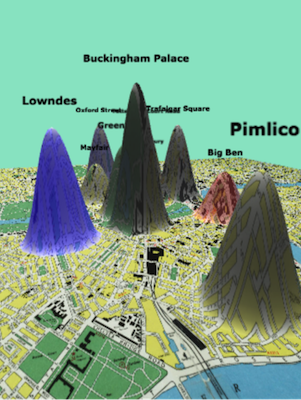 Buckingham Palace
Lowndes
Oxford Street
Trafalgar Square
Green
Pimlico
Mayfair
Big Ben